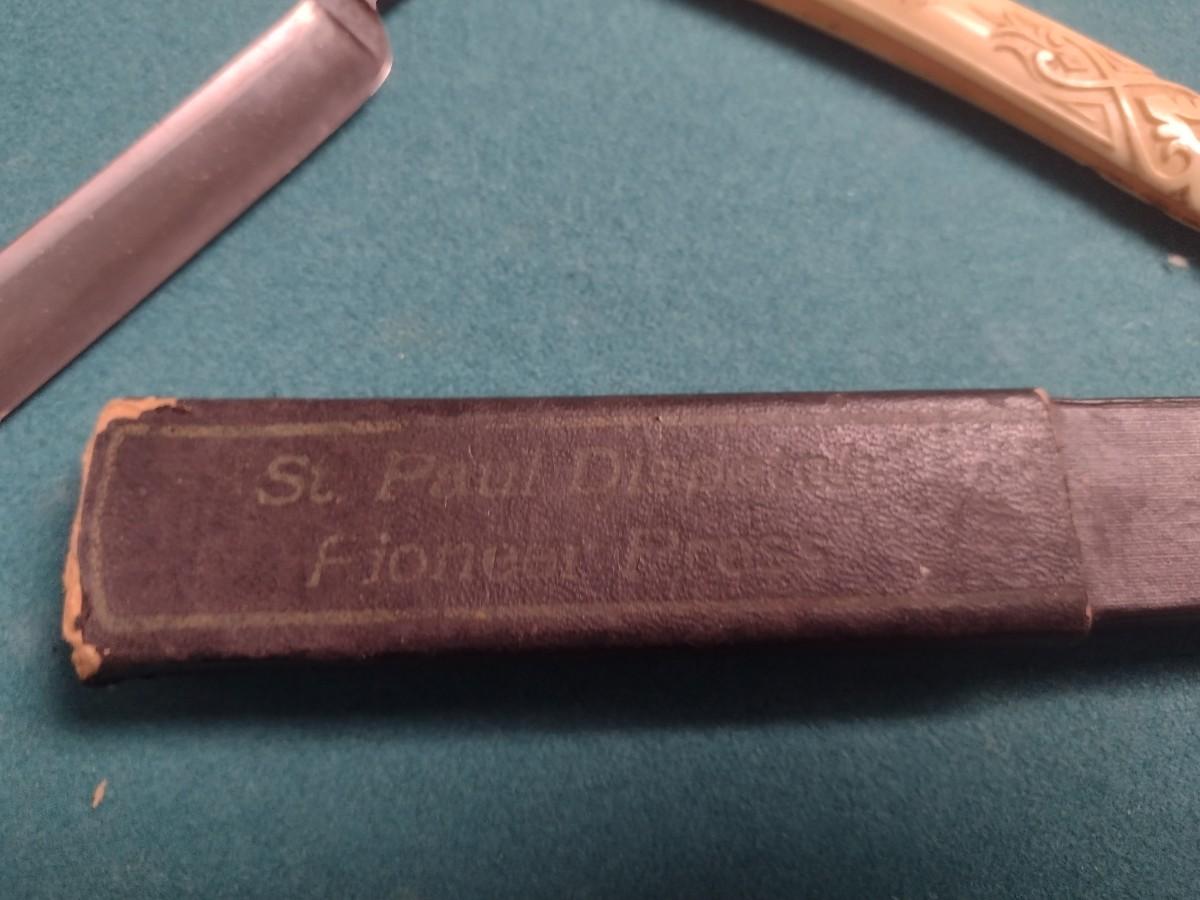 St. Paul Dispatch
Pioneer Press